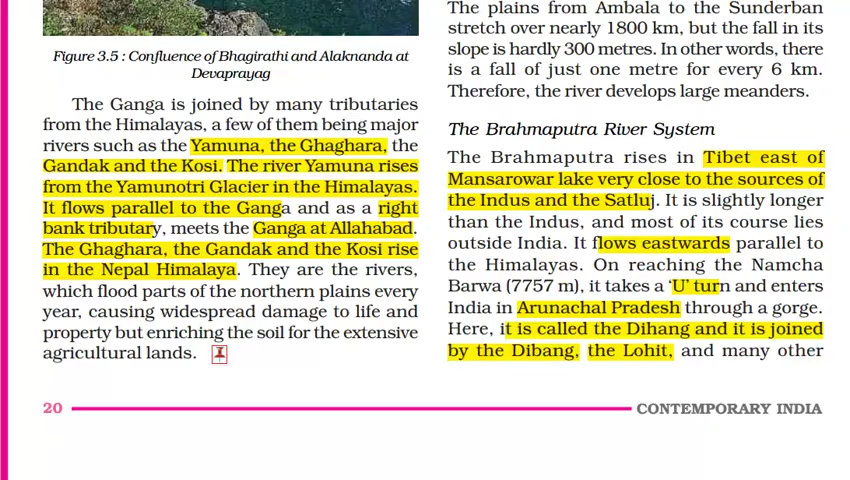 Figure 3.5 : Confluence of Bhagirathi and Alaknanda at
Devaprayag
The Ganga is joined by many tributaries
from the Himalayas, a few of them being major
rivers such as the Yamuna, the Ghaghara, the
Gandak and the Kosi. The river Yamuna rises
from the Yamunotri Glacier in the Himalayas.
It flows parallel to the Ganga and as a right
bank tributary, meets the Ganga at Allahabad.
The Ghaghara, the Gandak and the Kosi rise
in the Nepal Himalaya. They are the rivers,
which flood parts of the northern plains every
year, causing widespread damage to life and
property but enriching the soil for the extensive
agricultural lands.
The plains from Ambala to the Sunderban
stretch over nearly 1800 km, but the fall in its
slope is hardly 300 metres. In other words, there
is a fall of just one metre for every 6 km.
Therefore, the river develops large meanders.
The Brahmaputra River System
The Brahmaputra rises in Tibet east of
Mansarowar lake very close to the sources of
the Indus and the Satluj. It is slightly longer
than the Indus, and most of its course lies
outside India. It flows eastwards parallel to
the Himalayas. On reaching the Namcha
Barwa (7757 m), it takes a ‘U’ turn and enters
India in Arunachal Pradesh through a gorge.
Here, it is called the Dihang and it is joined
by the Dibang, the Lohit, and many other
20
CONTEMPORARY INDIA